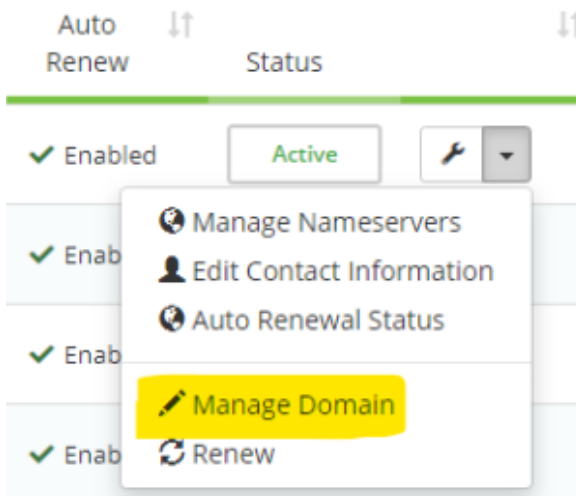 Auto
Renew
Status
Enabled
Active
Manage Nameservers
Enab
Edit Contact Information
Auto Renewal Status
Enab
Manage Domain
Enab
Renew